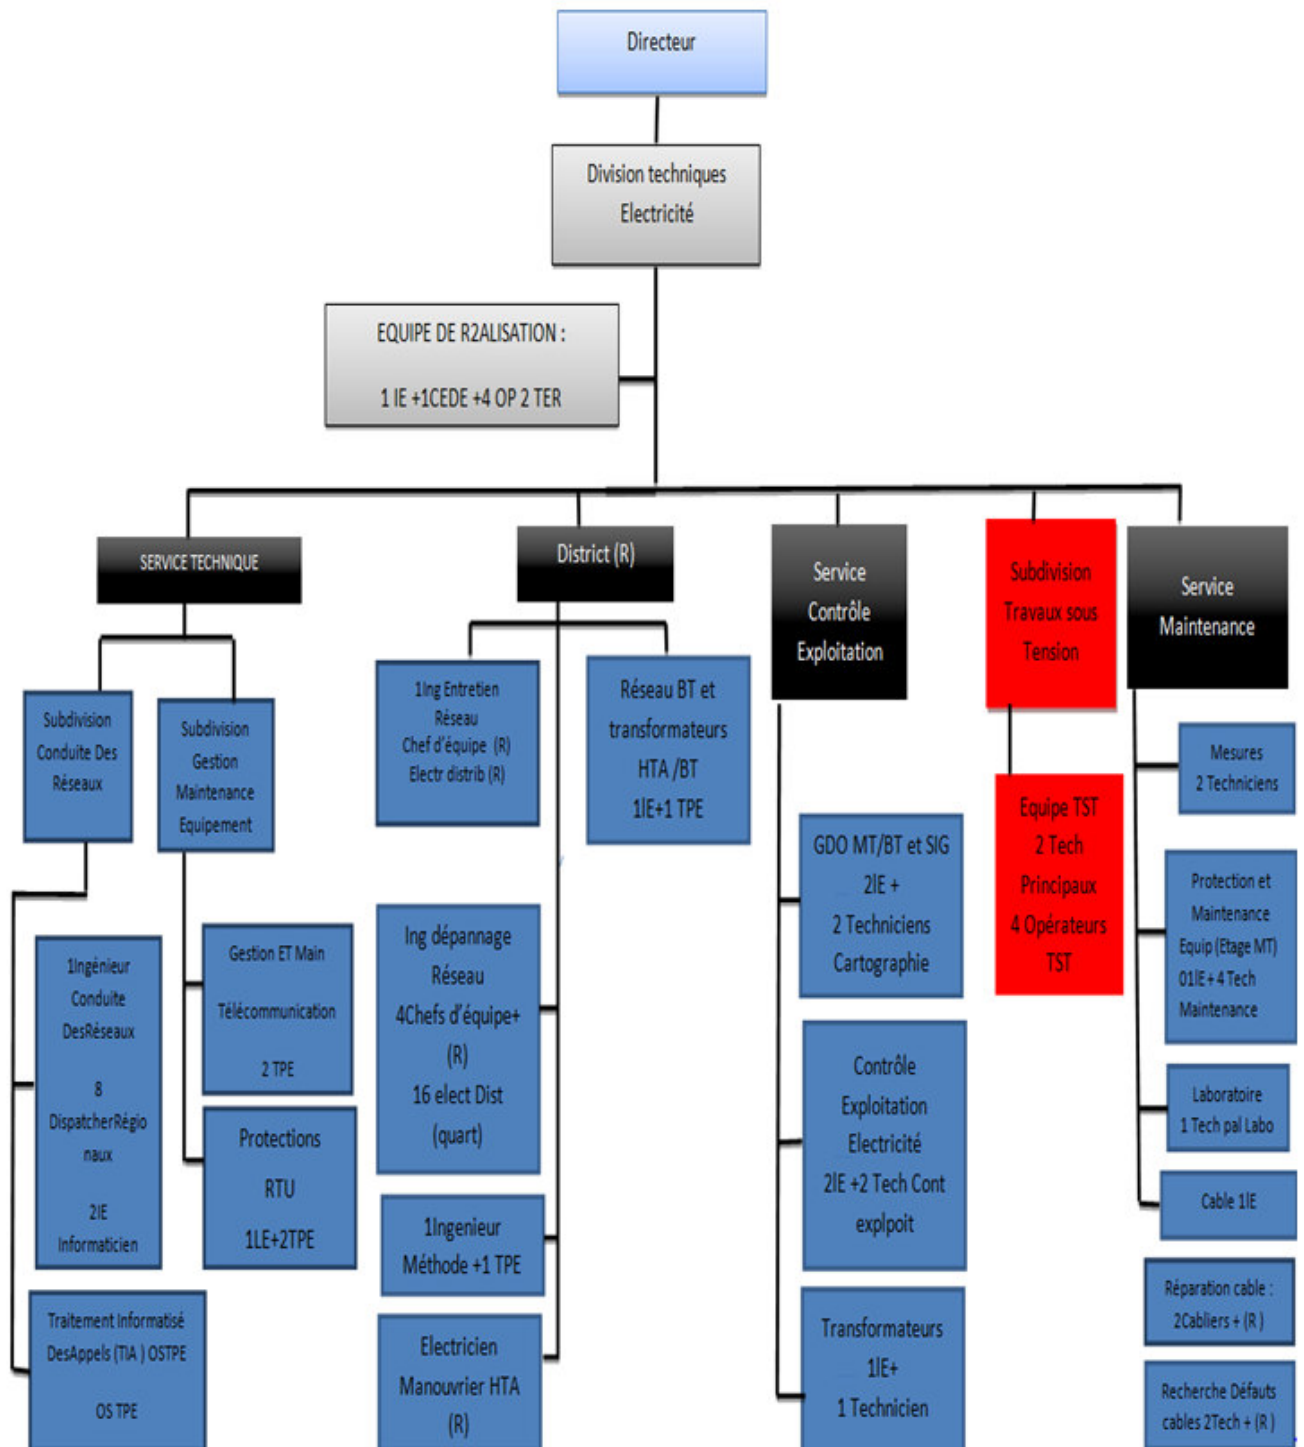 Directeur
Division techniques
Electricité
EQUIPE DE R2ALISATION :
1 IE +1CEDE +4 OP 2 TER
SERVICE TECHNIQUE
District (R)
Service
Contrôle
Exploitation
Subdivision
Travaux sous
Tension
Service
Maintenance
Subdivision
Conduite Des
Réseaux
Subdivision
Gestion
Maintenance
Equipement
1Ing Entretien
Réseau
Chef d'équipe (R)
Electr distrib (R)
Réseau BT et
transformateurs
HTA /BT
1IE+1 TPE
Mesures
2 Techniciens
GDO MT/BT et SIG
2IE +
2 Techniciens
Cartographie
Equipe TST
2 Tech
Principaux
4 Opérateurs
TST
Protection et
Maintenance
Equip (Etage MT)
01IE+ 4 Tech
Maintenance
1Ingénieur
Conduite
DesRéseaux
8
DispatcherRégio
naux
2IE
Informaticien
Gestion ET Main
Télécommunication
2 TPE
Ing dépannage
Réseau
4Chefs d'équipe+
(R)
16 elect Dist
(quart)
Contrôle
Exploitation
Electricité
2IE +2 Tech Cont
explpoit
Laboratoire
1 Tech pal Labo
Protections
RTU
1LE+2TPE
1Ingenieur
Méthode +1 TPE
Cable 1IE
Traitement Informatisé
DesAppels (TIA ) OSTPE
OS TPE
Electricien
Manouvrier HTA
(R)
Transformateurs
1IE+
1 Technicien
Réparation cable :
2Cabliers + (R )
Recherche Défauts
cables 2Tech + (R )